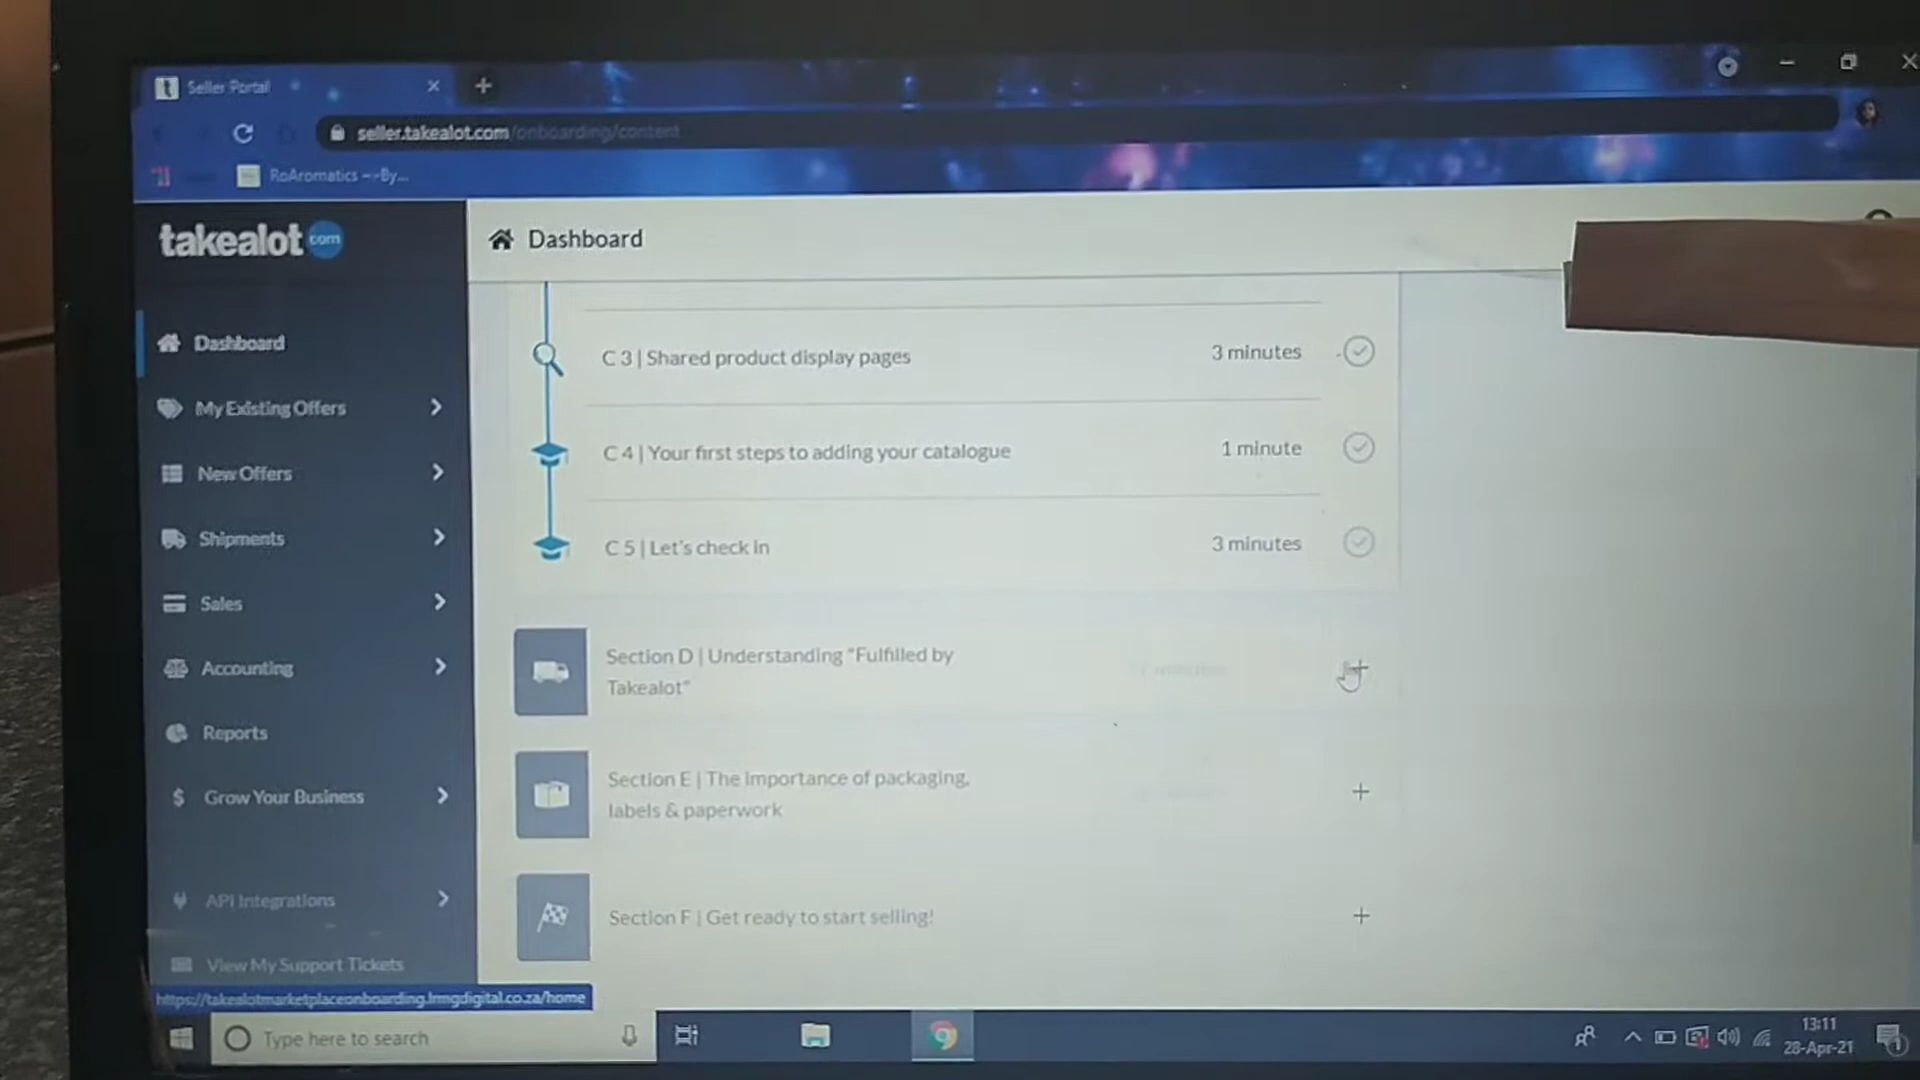 Seller Portal
seller.takealot.com/onboarding/content
RoAromatics ~~By...
takealot com
Dashboard
Dashboard
My Existing Offers
New Offers
Shipments
Sales
Accounting
Reports
$ Grow Your Business
API Integrations
View My Support Tickets
C 3 | Shared product display pages
3 minutes
C 4 | Your first steps to adding your catalogue
1 minute
C 5 | Let's check in
3 minutes
Section D | Understanding "Fulfilled by
Takealot"
Section E | The importance of packaging,
labels & paperwork
Section F | Get ready to start selling!
https://takealotmarketplaceonboarding.lrmgdigital.co.za/home
Type here to search
13:11
28-Apr-21